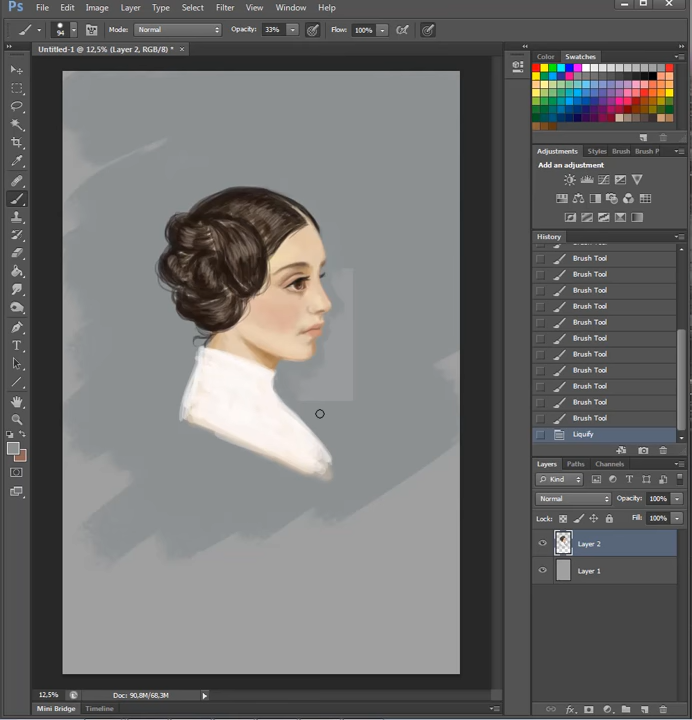 Ps File Edit Image Layer Type Select Filter View Window Help
94 Mode: Normal Opacity: 33% Flow: 100%
Untitled-1 @ 12,5% (Layer 2, RGB/8) * ×
Color Swatches
Adjustments Styles Brush Brush P
Add an adjustment
History
Brush Tool
Brush Tool
Brush Tool
Brush Tool
Brush Tool
Brush Tool
Brush Tool
Brush Tool
Brush Tool
Brush Tool
Brush Tool
Liquify
Layers Paths Channels
Kind
Normal Opacity: 100%
Lock: Fill: 100%
Layer 2
Layer 1
12,5% Doc: 90,8M/68,3M
Mini Bridge Timeline